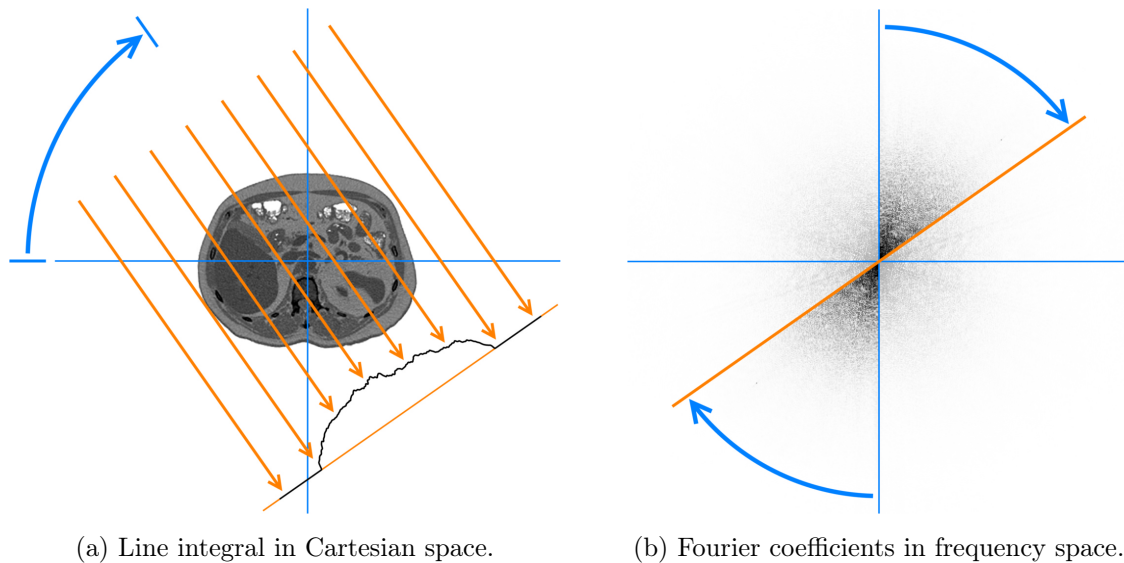 (a) Line integral in Cartesian space.
(b) Fourier coefficients in frequency space.